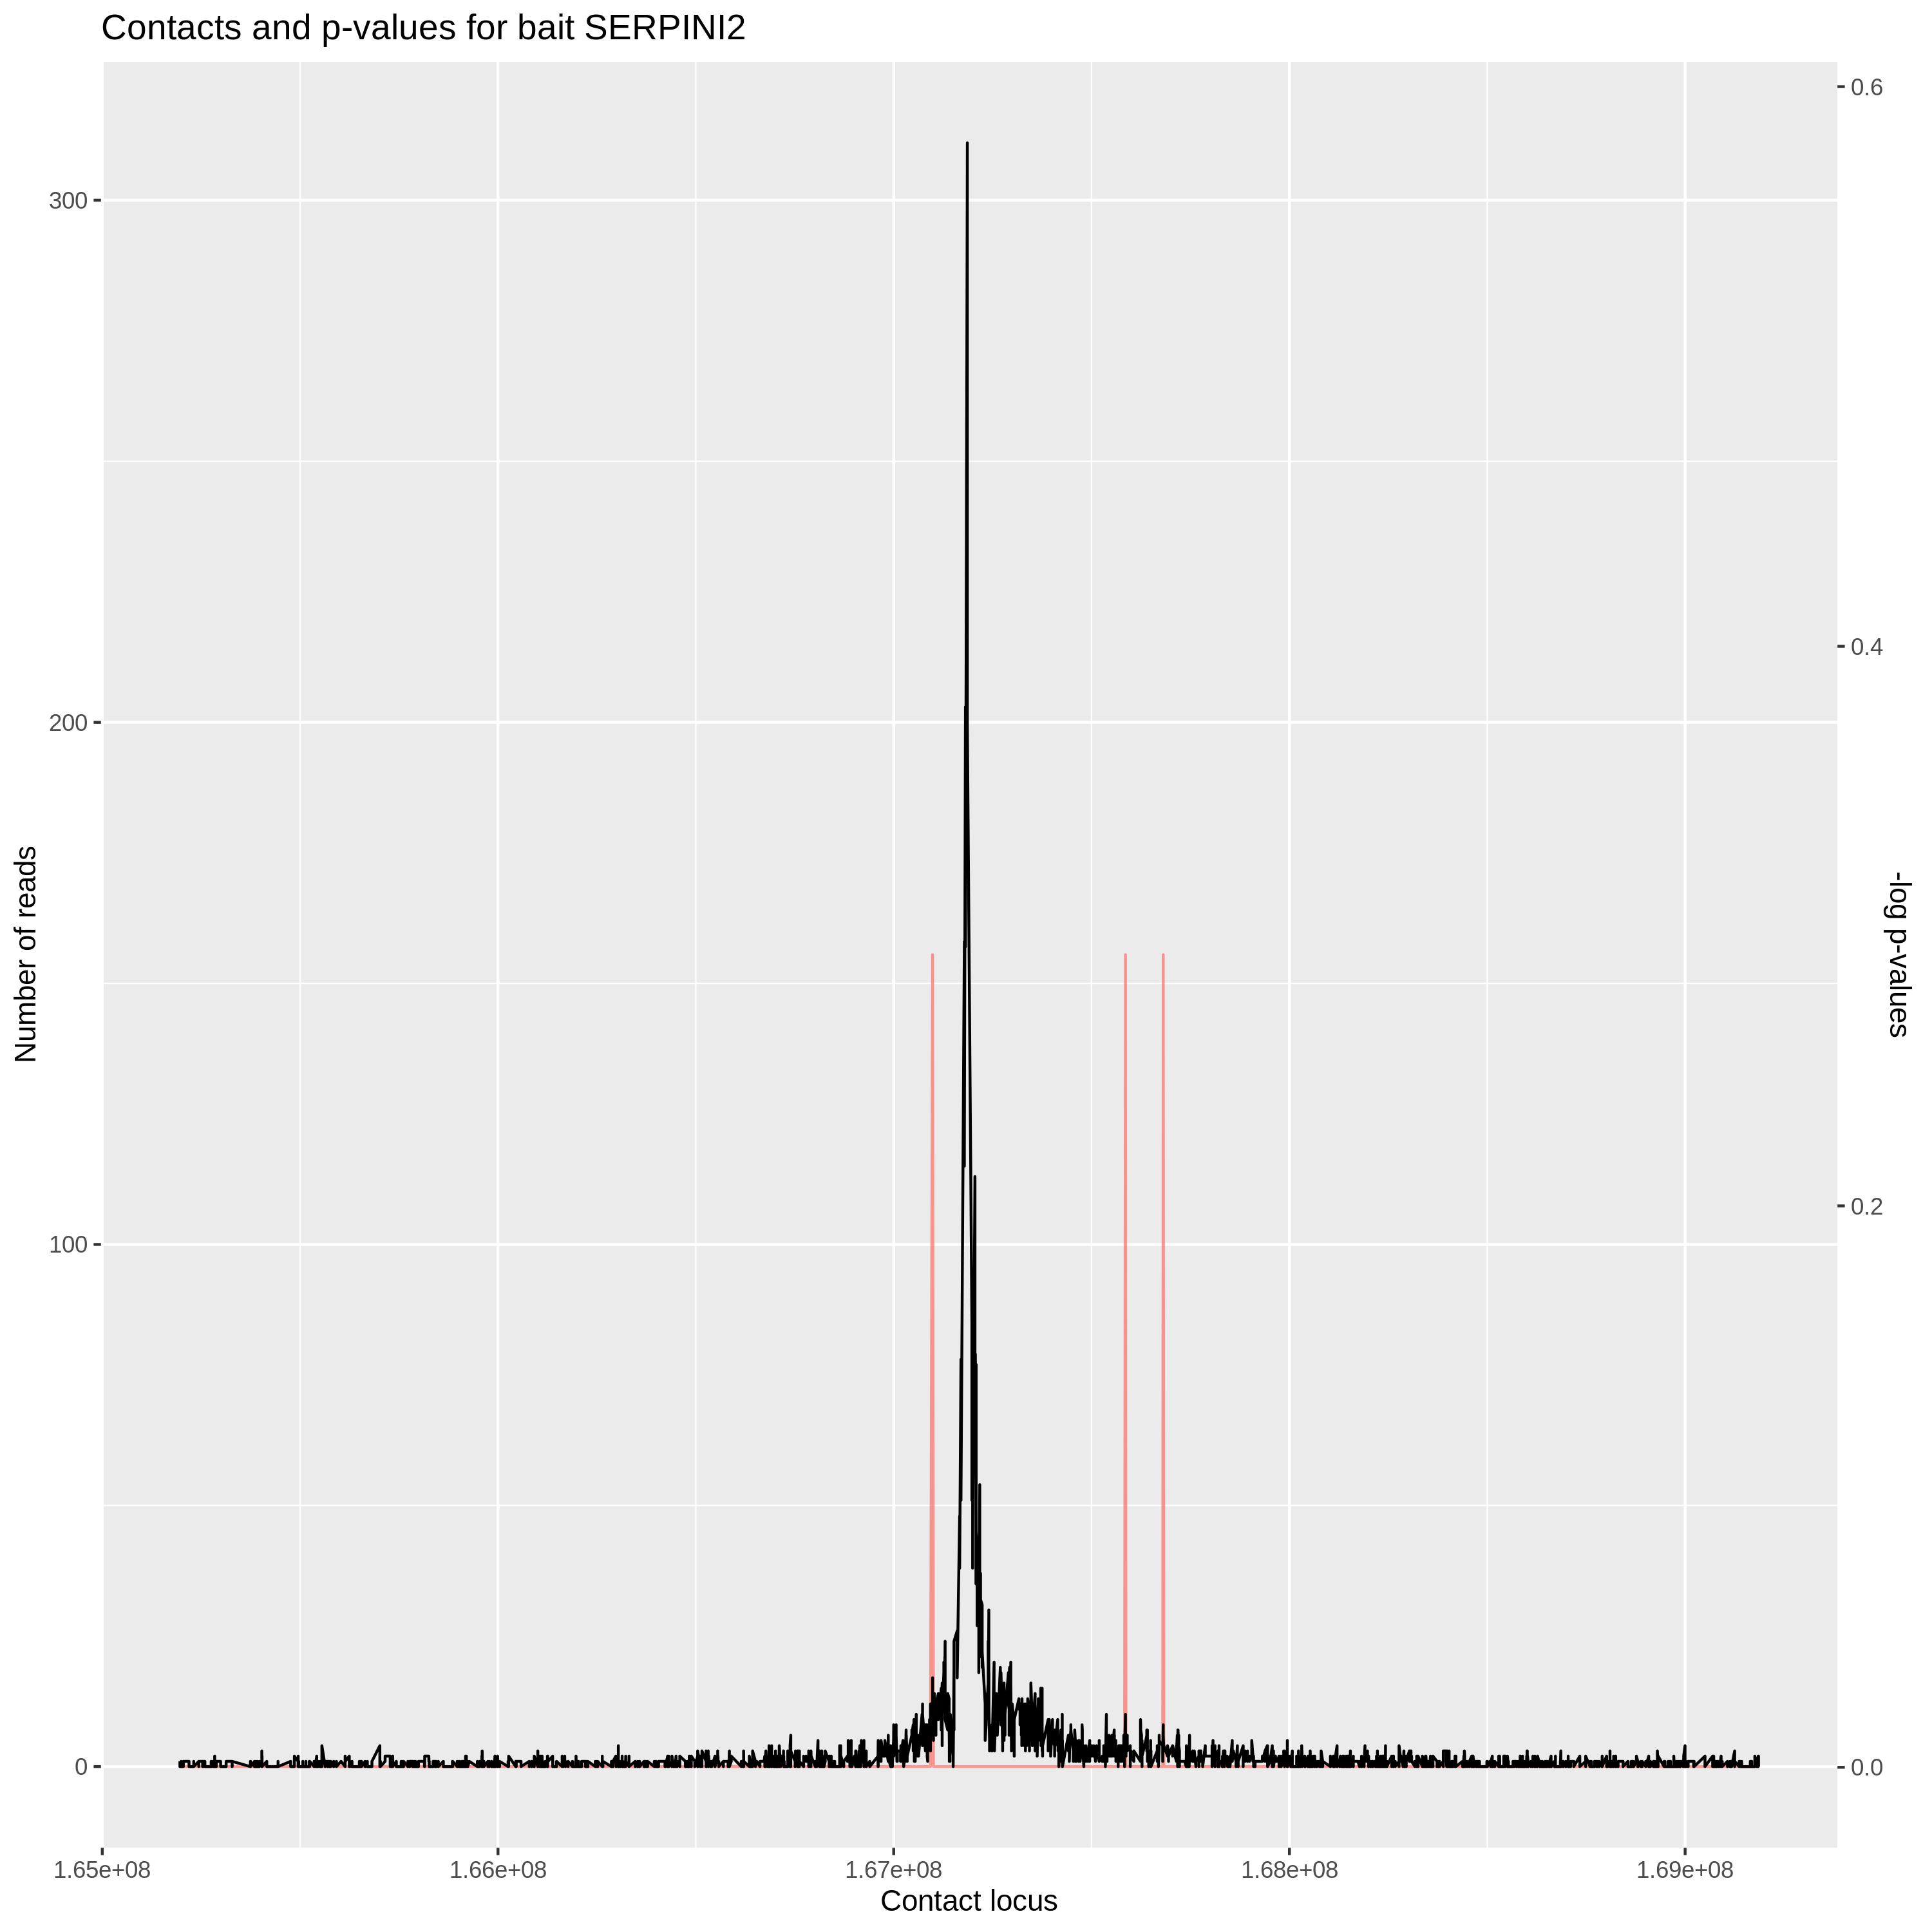 Contacts and p-values for bait SERPINI2
0.6
300
0.4
200
Number of reads
-log p-values
0.2
100
0
0.0
1.65e+08
1.66e+08
1.67e+08
1.68e+08
1.69e+08
Contact locus